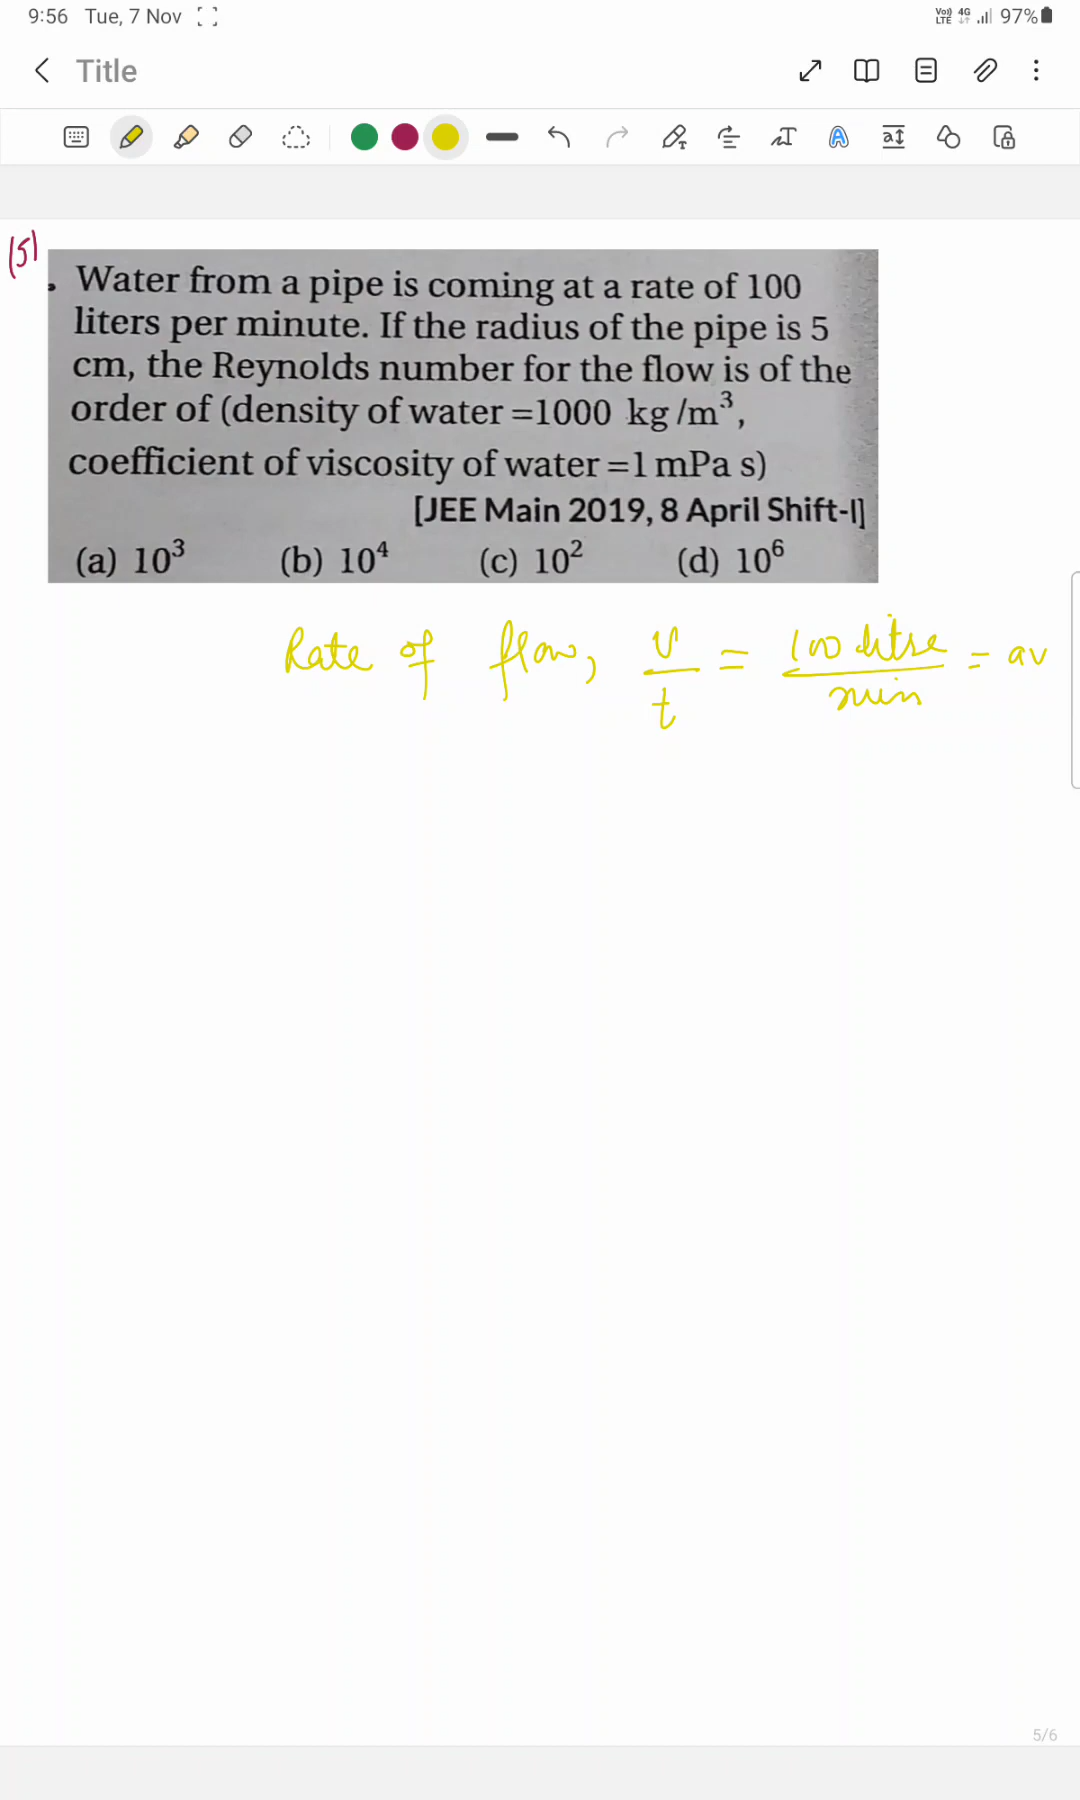 9:56 Tue, 7 Nov
Vo)) LTE 4G 97%
Title
(5)
Water from a pipe is coming at a rate of 100
liters per minute. If the radius of the pipe is 5
cm, the Reynolds number for the flow is of the
order of (density of water =1000 kg/m³,
coefficient of viscosity of water =1 mPa s)
[JEE Main 2019, 8 April Shift-I]
(a) 10³ (b) 10⁴ (c) 10² (d) 10⁶
Rate of flow, v/t = 100 litre/min = av
5/6